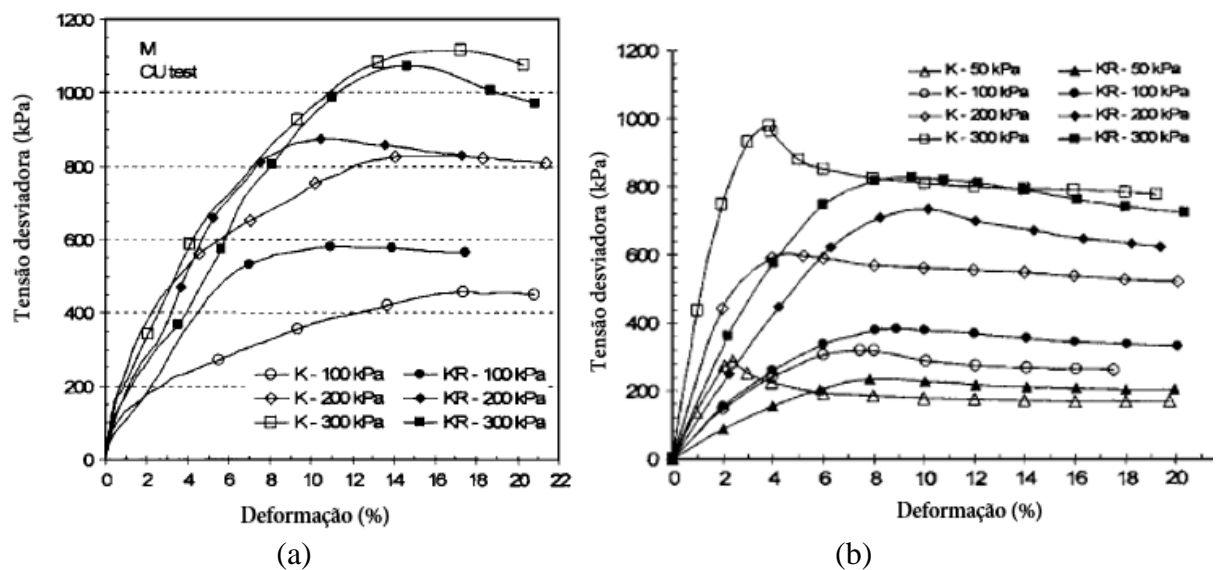 1200
1000
800
600
400
200
0
Tensão desviadora (kPa)
M
CU test
K - 100 kPa
K - 200 kPa
K - 300 kPa
KR - 100 kPa
KR - 200 kPa
KR - 300 kPa
0 2 4 6 8 10 12 14 16 18 20 22
Deformação (%)
(a)
1200
1000
800
600
400
200
0
Tensão desviadora (kPa)
K - 50 kPa
K - 100 kPa
K - 200 kPa
K - 300 kPa
KR - 50 kPa
KR - 100 kPa
KR - 200 kPa
KR - 300 kPa
0 2 4 6 8 10 12 14 16 18 20
Deformação (%)
(b)